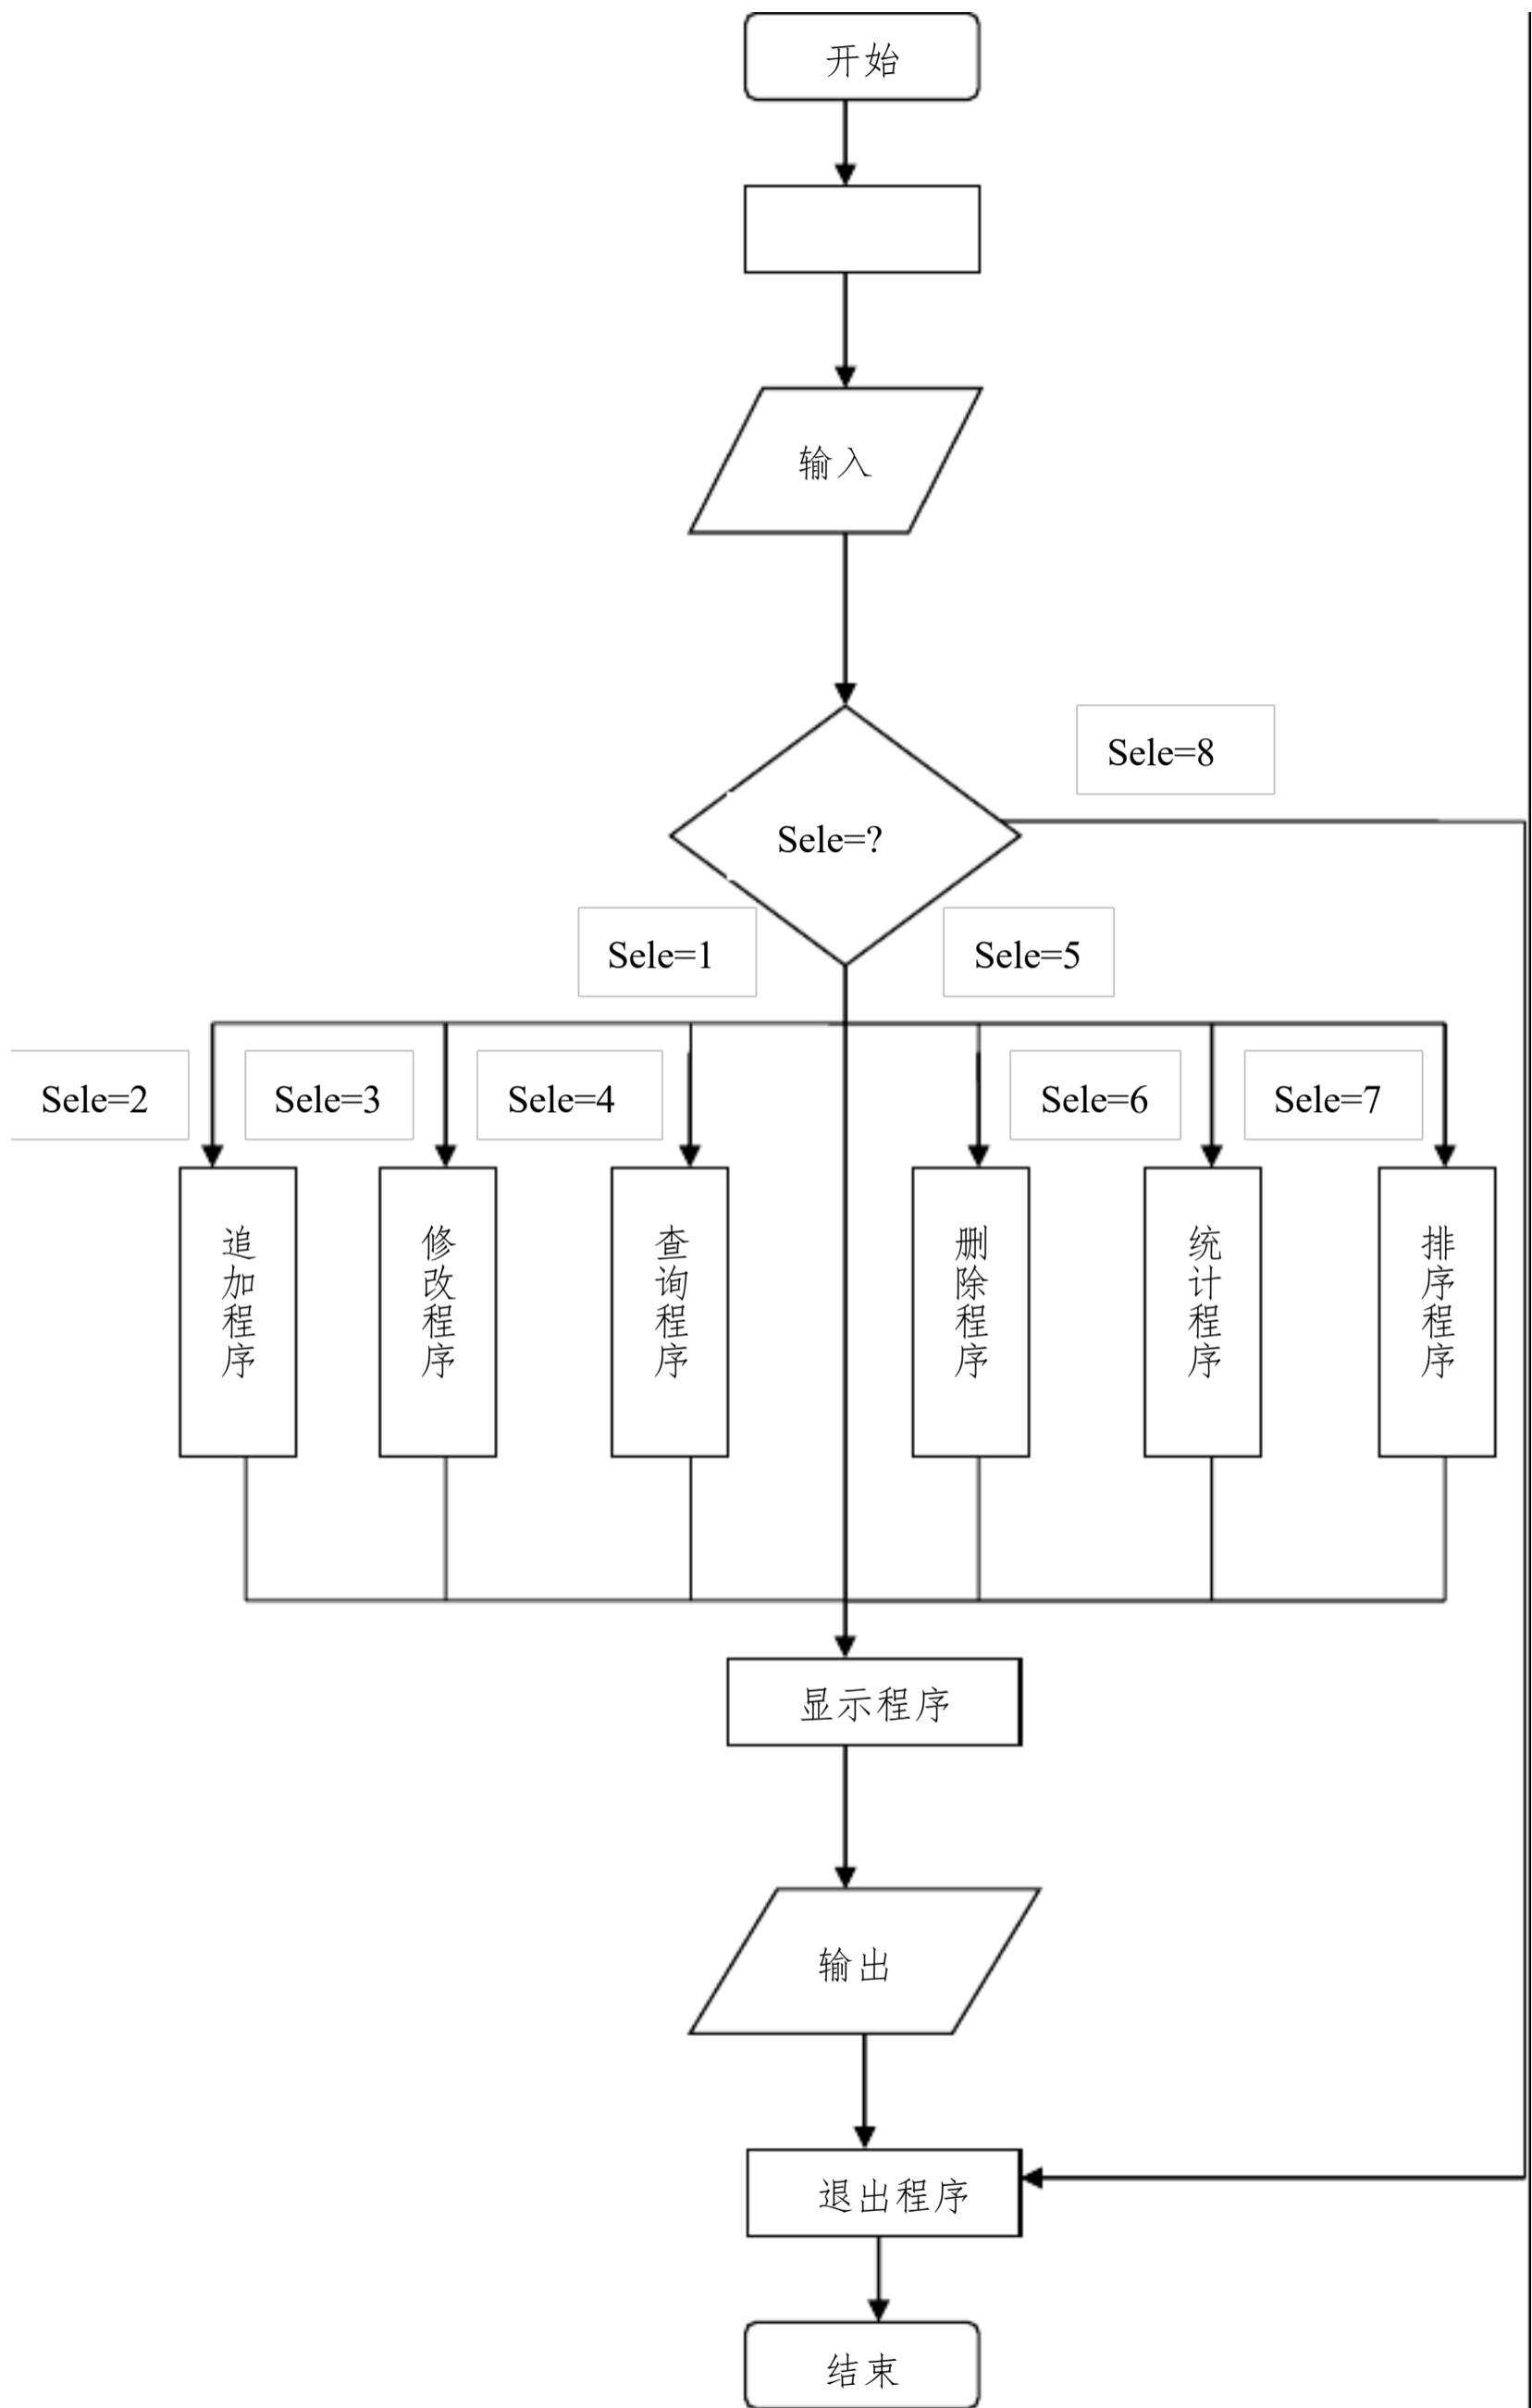 开始
输入
Sele=8
Sele=?
Sele=1
Sele=5
Sele=2
Sele=3
Sele=4
Sele=6
Sele=7
追加程序
修改程序
查询程序
删除程序
统计程序
排序程序
显示程序
输出
退出程序
结束